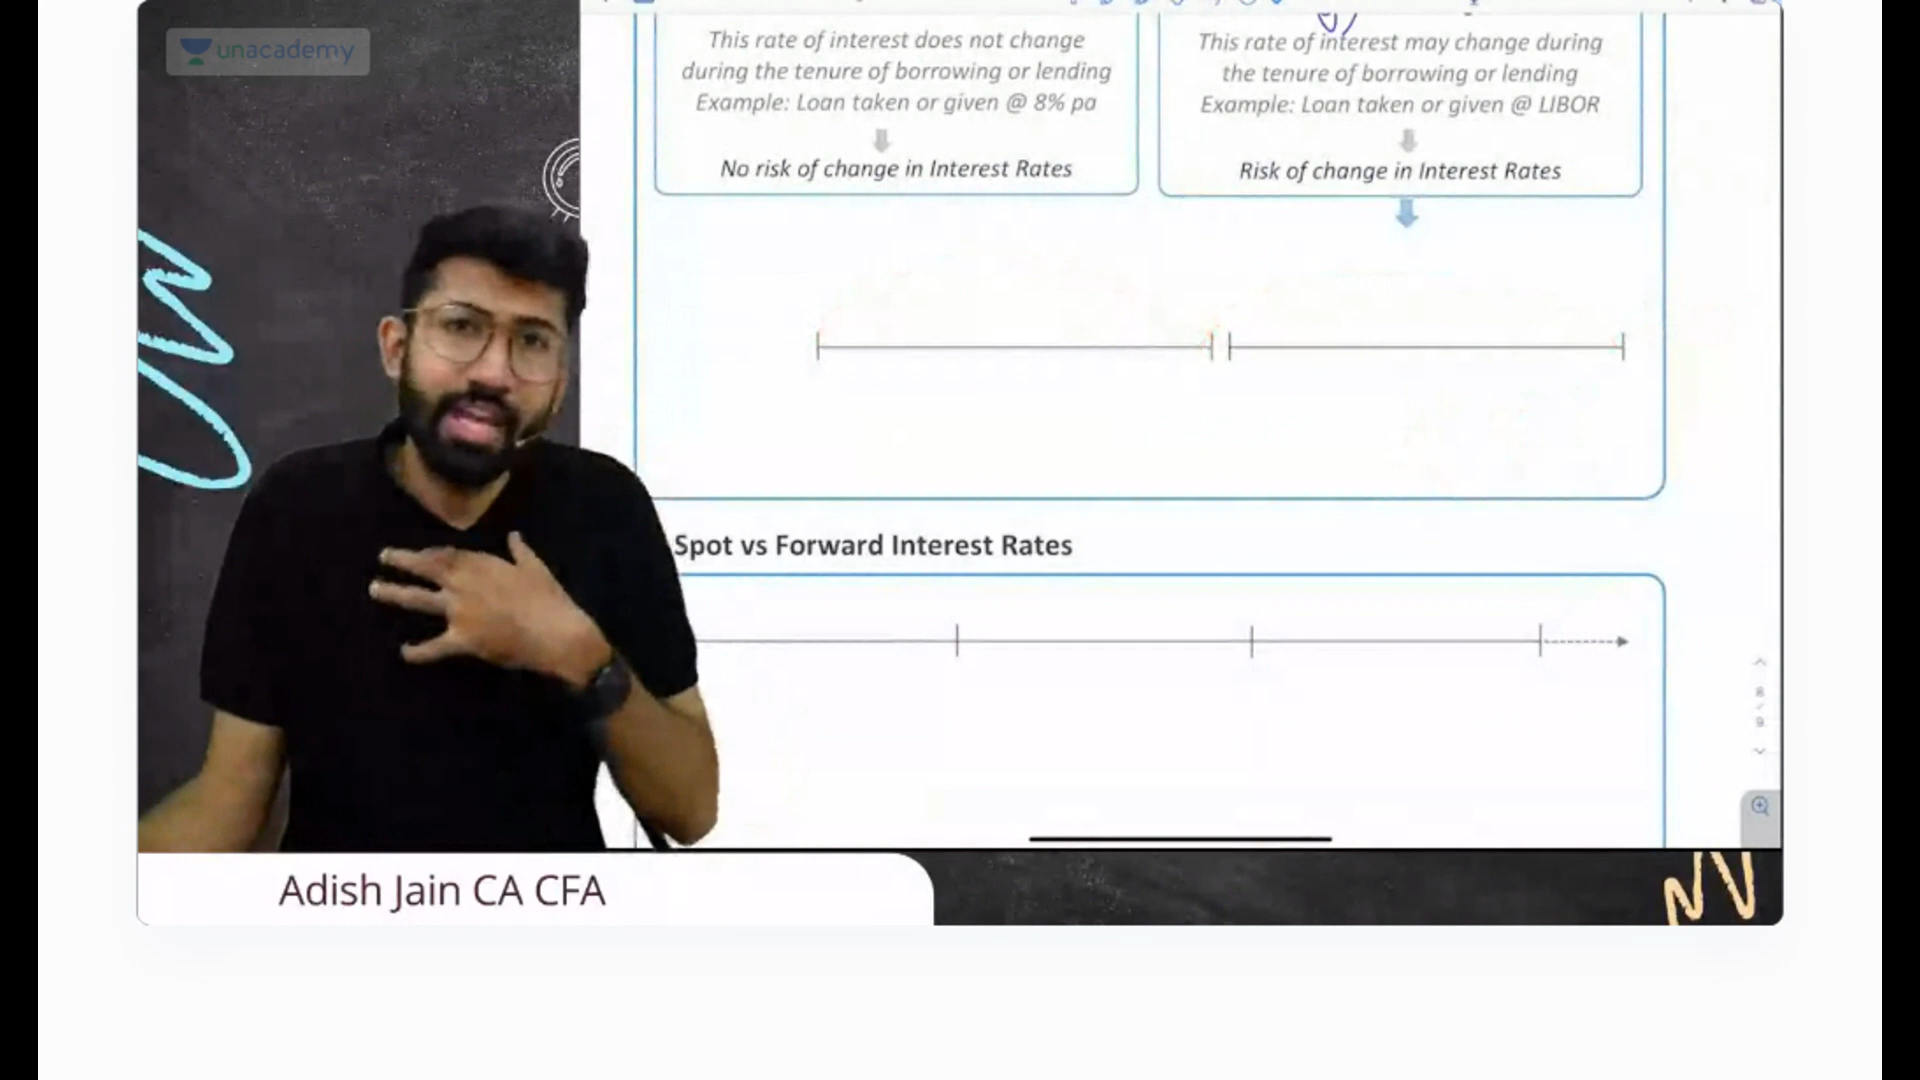 unacademy
This rate of interest does not change
during the tenure of borrowing or lending
Example: Loan taken or given @ 8% pa
No risk of change in Interest Rates
This rate of interest may change during
the tenure of borrowing or lending
Example: Loan taken or given @ LIBOR
Risk of change in Interest Rates
Spot vs Forward Interest Rates
8
9
Adish Jain CA CFA